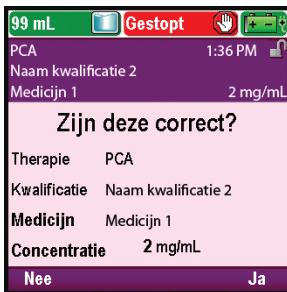 99 mL Gestopt
PCA 1:36 PM
Naam kwalificatie 2
Medicijn 1 2 mg/mL
Zijn deze correct?
Therapie PCA
Kwalificatie Naam kwalificatie 2
Medicijn Medicijn 1
Concentratie 2 mg/mL
Nee Ja